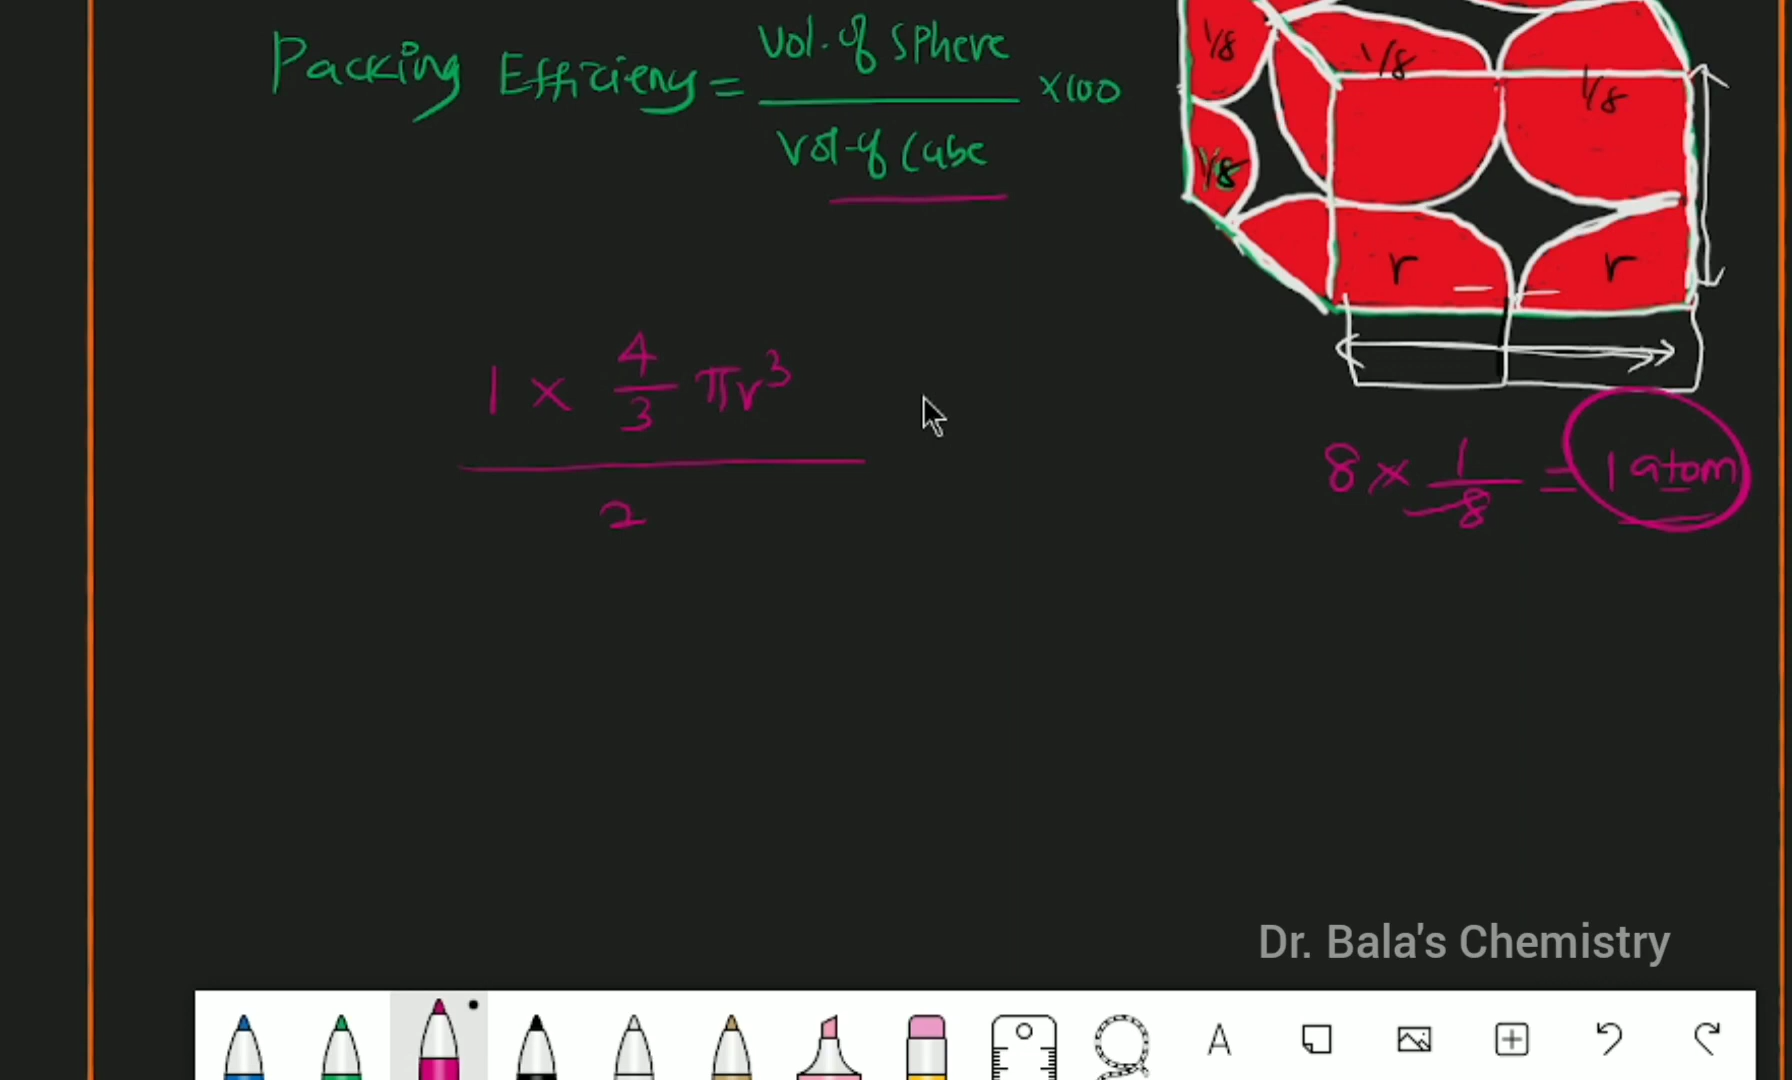 Packing Efficieny = Vol. of Sphere / Vol. of Cube ×100
1/8 1/8 1/8
1/8
r r
1 × 4/3 πr³
2
8 × 1/8 = 1 atom
Dr. Bala's Chemistry
A